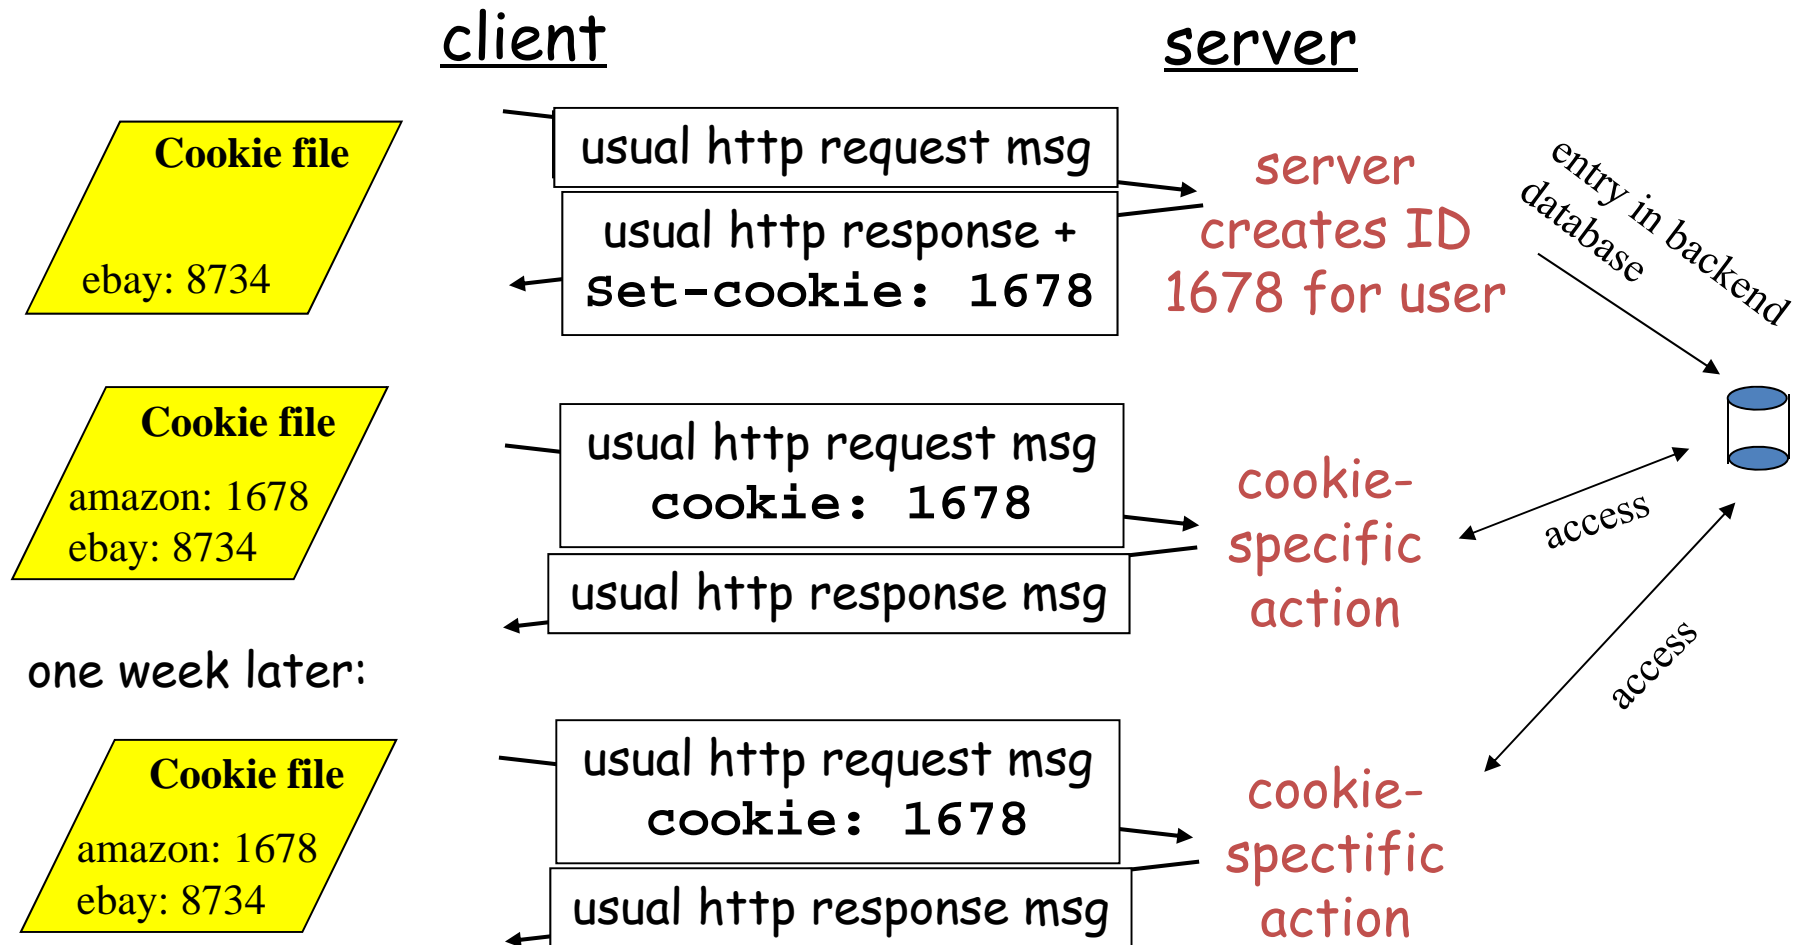 client
server
Cookie file
ebay: 8734
usual http request msg
usual http response +
Set-cookie: 1678
server
creates ID
1678 for user
entry in backend
database
Cookie file
amazon: 1678
ebay: 8734
usual http request msg
cookie: 1678
usual http response msg
cookie-
specific
action
access
access
one week later:
Cookie file
amazon: 1678
ebay: 8734
usual http request msg
cookie: 1678
usual http response msg
cookie-
spectific
action